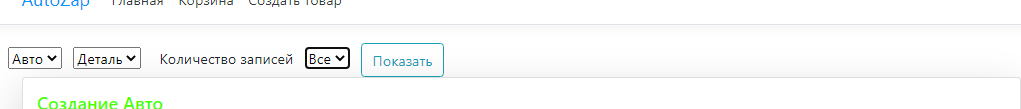 AutoZap Главная Корзина Создать товар
Авто Деталь Количество записей Все Показать
Создание Авто